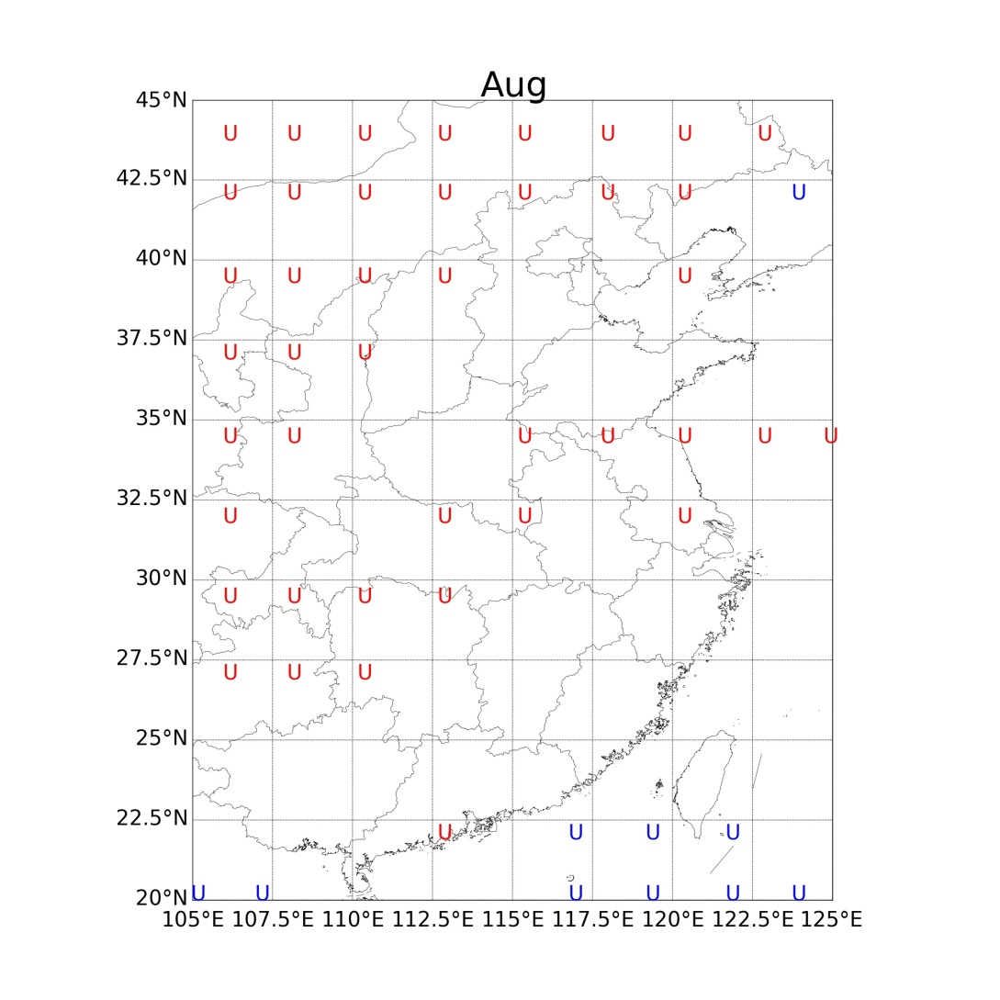 Aug
45°N
U U U U U U U U
42.5°N
U U U U U U U U
40°N
U U U U U
37.5°N
U U U
35°N
U U U U U U U
32.5°N
U U U U
30°N
U U U U
27.5°N
U U U
25°N
22.5°N
U U U U
20°N
U U U U U U
105°E 107.5°E 110°E 112.5°E 115°E 117.5°E 120°E 122.5°E 125°E